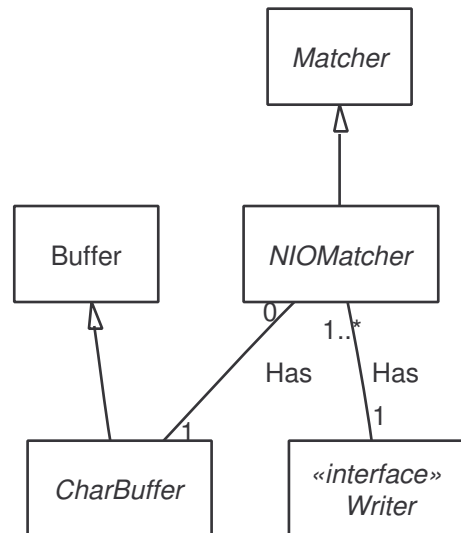 Matcher
Buffer
NIOMatcher
0
1..*
Has
Has
1
1
CharBuffer
«interface»
Writer